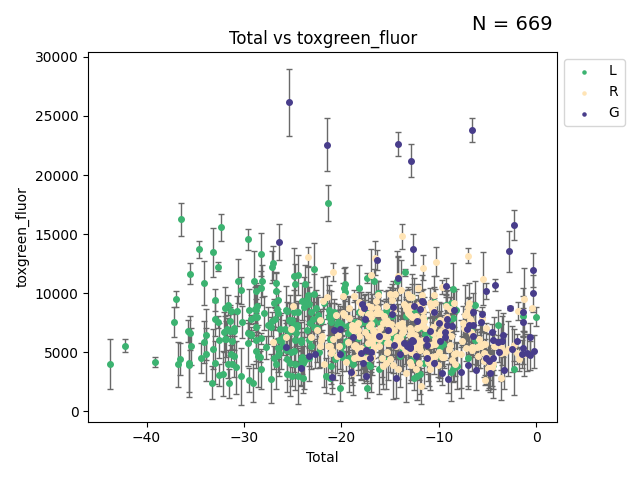 N = 669
Total vs toxgreen_fluor
30000
25000
20000
15000
10000
5000
0
toxgreen_fluor
−40
−30
−20
−10
0
Total
L
R
G